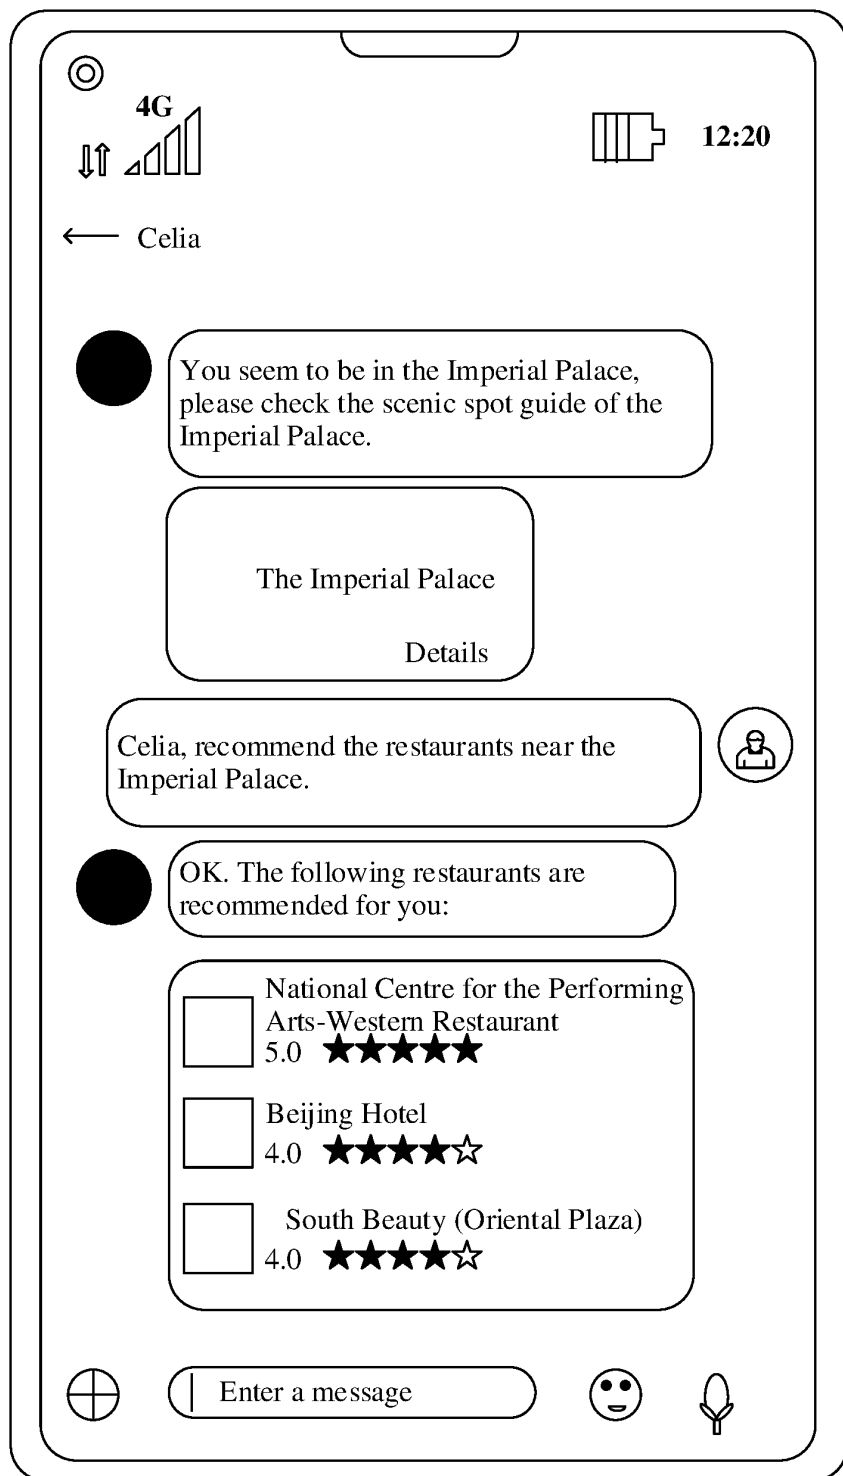 4G
12:20
Celia
You seem to be in the Imperial Palace,
please check the scenic spot guide of the
Imperial Palace.
The Imperial Palace
Details
Celia, recommend the restaurants near the
Imperial Palace.
OK. The following restaurants are
recommended for you:
National Centre for the Performing
Arts-Western Restaurant
5.0
Beijing Hotel
4.0
South Beauty (Oriental Plaza)
4.0
Enter a message